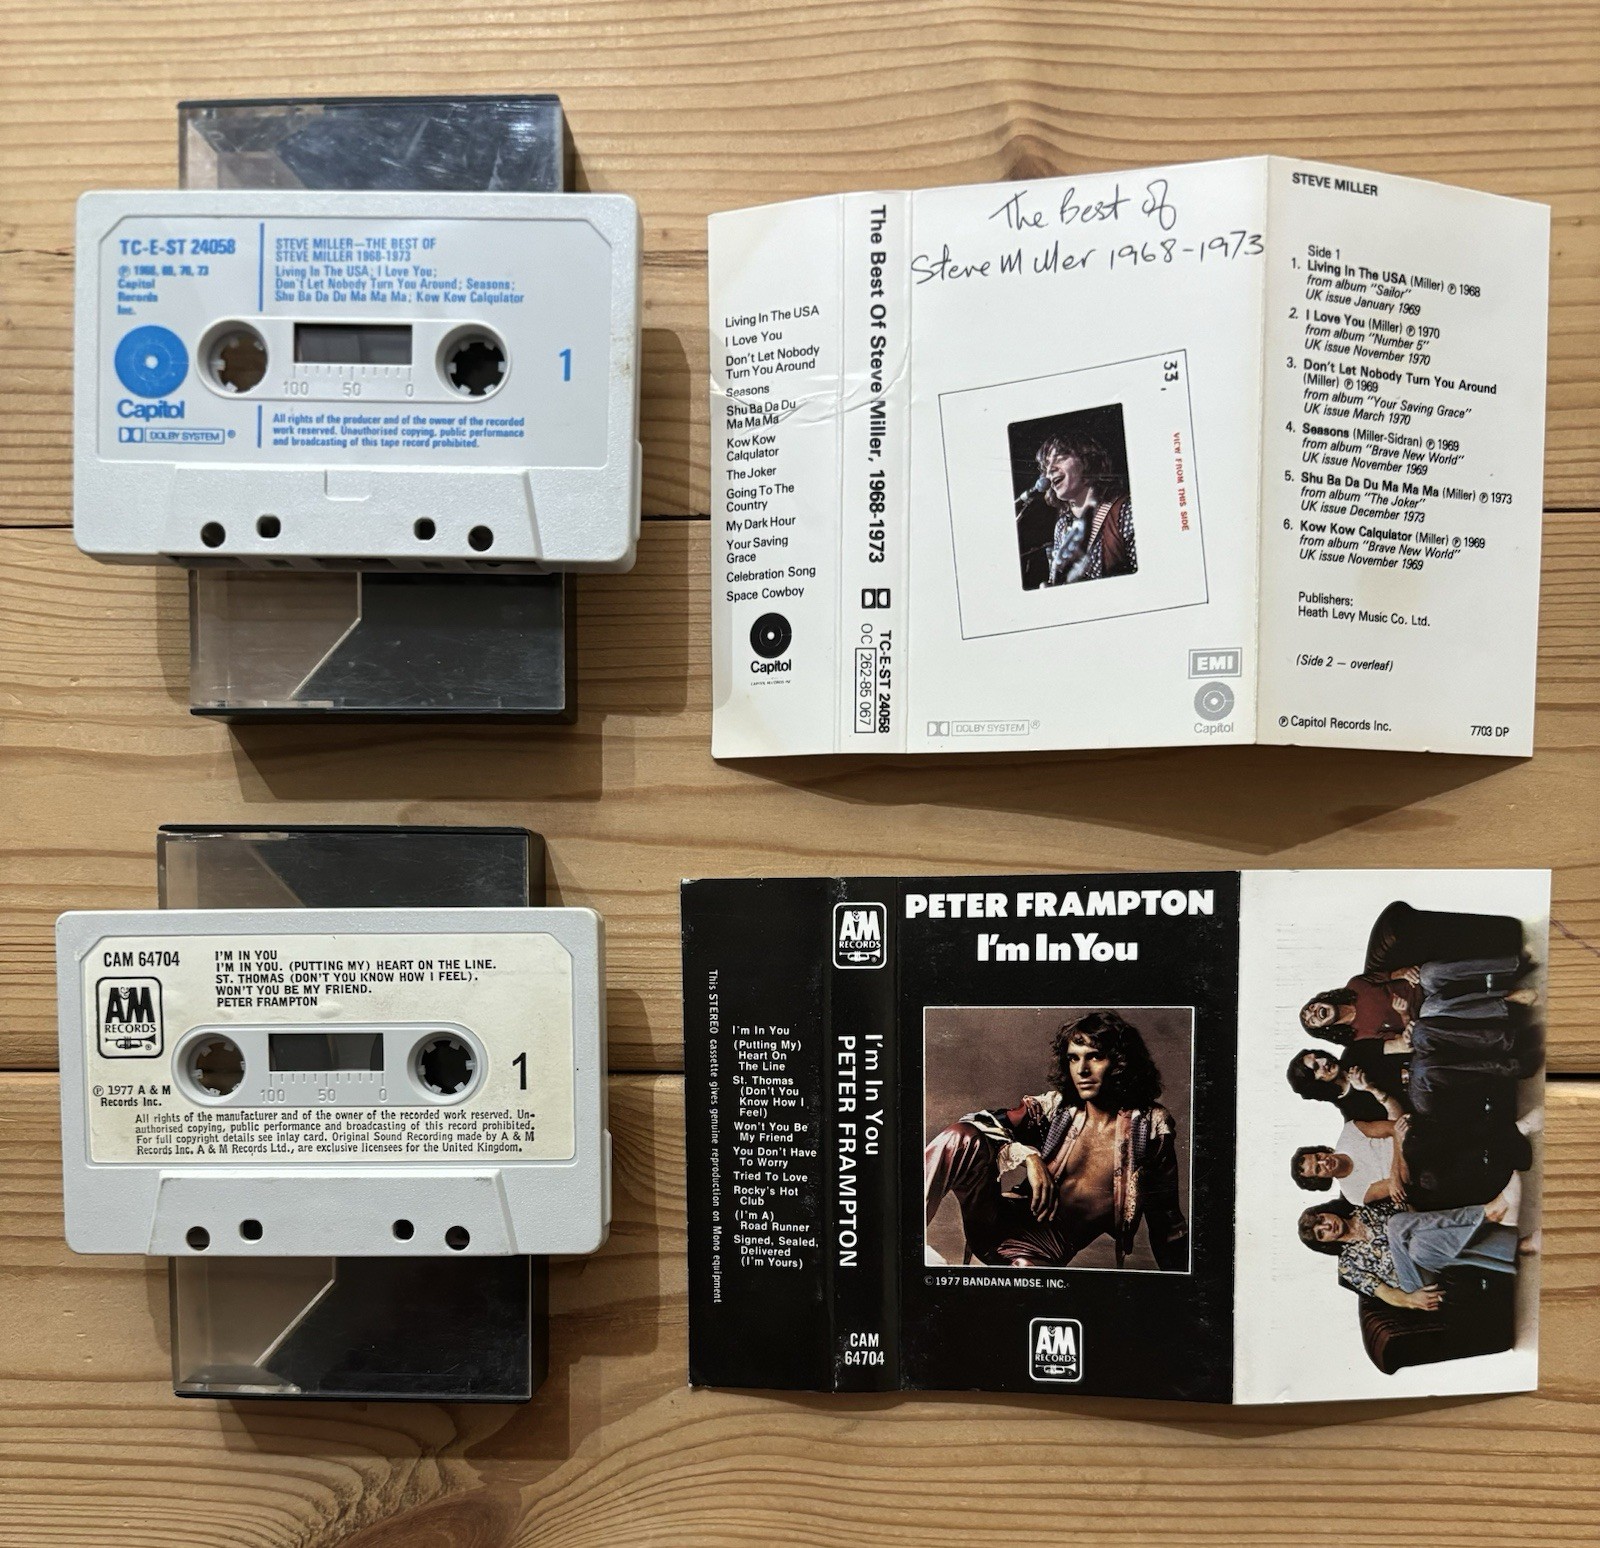 TC-E-ST 24058
℗ 1968, 69, 70, 73
Capitol
Records
Inc.
STEVE MILLER—THE BEST OF
STEVE MILLER 1968-1973
Living In The USA; I Love You;
Don't Let Nobody Turn You Around; Seasons;
Shu Ba Da Du Ma Ma Ma; Kow Kow Calqulator
Capitol
DOLBY SYSTEM ®
100 50 0
1
All rights of the producer and of the owner of the recorded
work reserved. Unauthorised copying, public performance
and broadcasting of this tape record prohibited.
Living In The USA
I Love You
Don't Let Nobody
Turn You Around
Seasons
Shu Ba Da Du
Ma Ma Ma
Kow Kow
Calqulator
The Joker
Going To The
Country
My Dark Hour
Your Saving
Grace
Celebration Song
Space Cowboy
Capitol
The Best Of Steve Miller, 1968-1973
TC-E-ST 24058
OC 262-85 067
The Best of
Steve Miller 1968-1973
33,
VIEW FROM THIS SIDE
EMI
Capitol
DOLBY SYSTEM ®
STEVE MILLER
Side 1
1. Living In The USA (Miller) ℗ 1968
from album "Sailor"
UK issue January 1969
2. I Love You (Miller) ℗ 1970
from album "Number 5"
UK issue November 1970
3. Don't Let Nobody Turn You Around
(Miller) ℗ 1969
from album "Your Saving Grace"
UK issue March 1970
4. Seasons (Miller-Sidran) ℗ 1969
from album "Brave New World"
UK issue November 1969
5. Shu Ba Da Du Ma Ma Ma (Miller) ℗ 1973
from album "The Joker"
UK issue December 1973
6. Kow Kow Calqulator (Miller) ℗ 1969
from album "Brave New World"
UK issue November 1969
Publishers;
Heath Levy Music Co. Ltd.
(Side 2 — overleaf)
℗ Capitol Records Inc.
7703 DP
CAM 64704
I'M IN YOU
I'M IN YOU. (PUTTING MY) HEART ON THE LINE.
ST. THOMAS (DON'T YOU KNOW HOW I FEEL).
WON'T YOU BE MY FRIEND.
PETER FRAMPTON
AM
RECORDS
®
100 50 0
1
℗ 1977 A & M
Records Inc.
All rights of the manufacturer and of the owner of the recorded work reserved. Un-
authorised copying, public performance and broadcasting of this record prohibited.
For full copyright details see inlay card. Original Sound Recording made by A & M
Records Inc. A & M Records Ltd., are exclusive licensees for the United Kingdom.
This STEREO cassette gives genuine reproduction on Mono equipment
I'm In You
(Putting My)
Heart On
The Line
St. Thomas
(Don't You
Know How I
Feel)
Won't You Be
My Friend
You Don't Have
To Worry
Tried To Love
Rocky's Hot
Club
(I'm A)
Road Runner
Signed, Sealed,
Delivered
(I'm Yours)
AM
RECORDS
I'm In You
PETER FRAMPTON
CAM
64704
PETER FRAMPTON
I'm In You
© 1977 BANDANA MDSE. INC.
AM
RECORDS